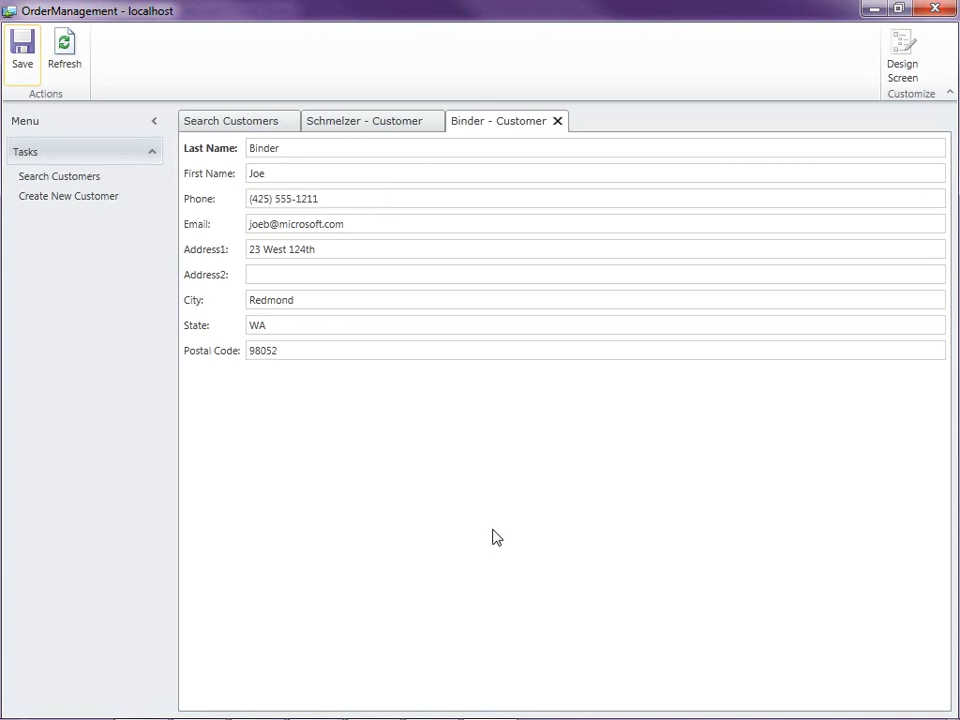 OrderManagement - localhost
Save
Refresh
Actions
Design
Screen
Customize
Menu
Tasks
Search Customers
Create New Customer
Search Customers
Schmelzer - Customer
Binder - Customer
Last Name: Binder
First Name: Joe
Phone: (425) 555-1211
Email: joeb@microsoft.com
Address1: 23 West 124th
Address2:
City: Redmond
State: WA
Postal Code: 98052